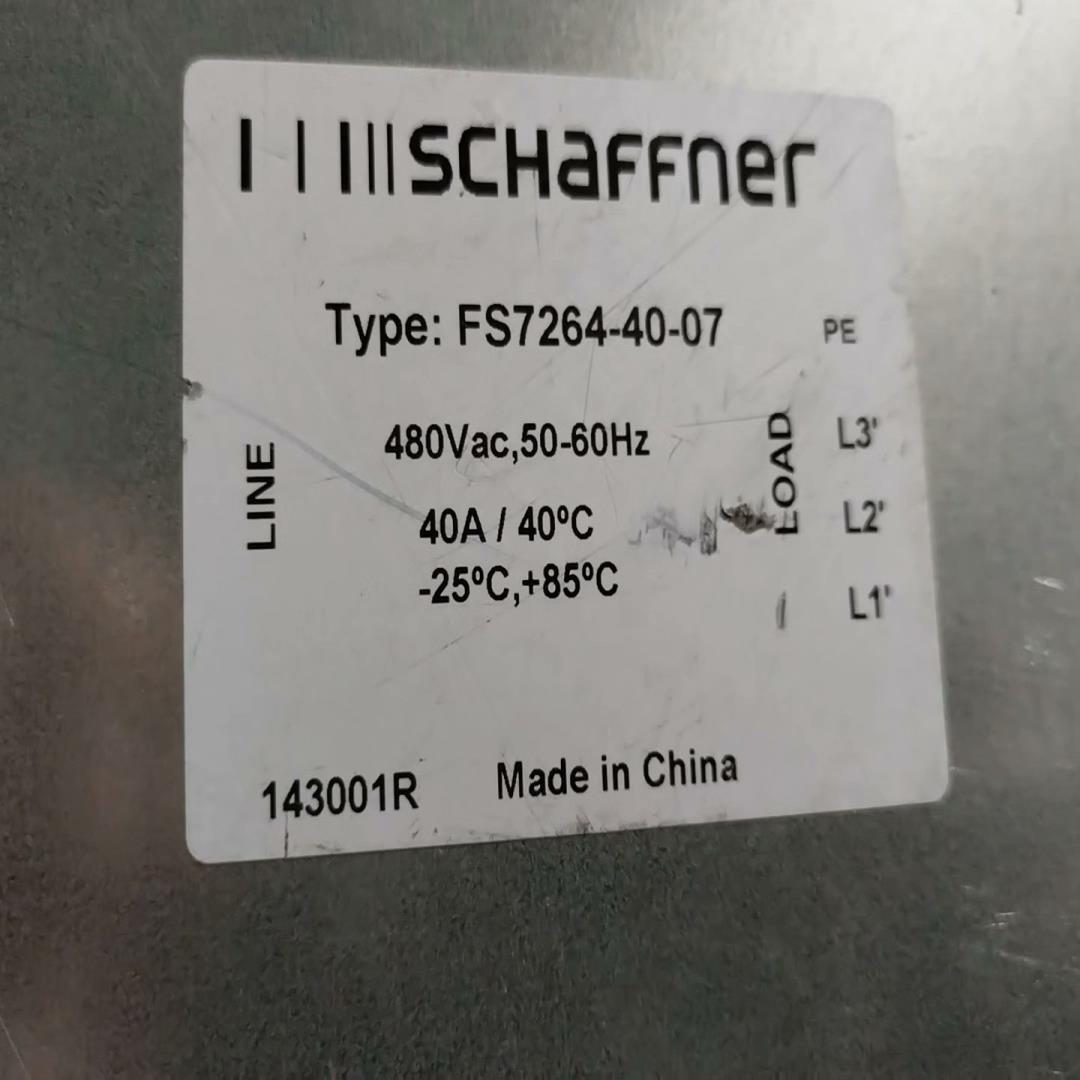 SCHAFFNER
Type: FS7264-40-07
PE
480Vac,50-60Hz
LINE
LOAD
L3'
40A / 40ºC
L2'
-25ºC,+85ºC
L1'
143001R Made in China